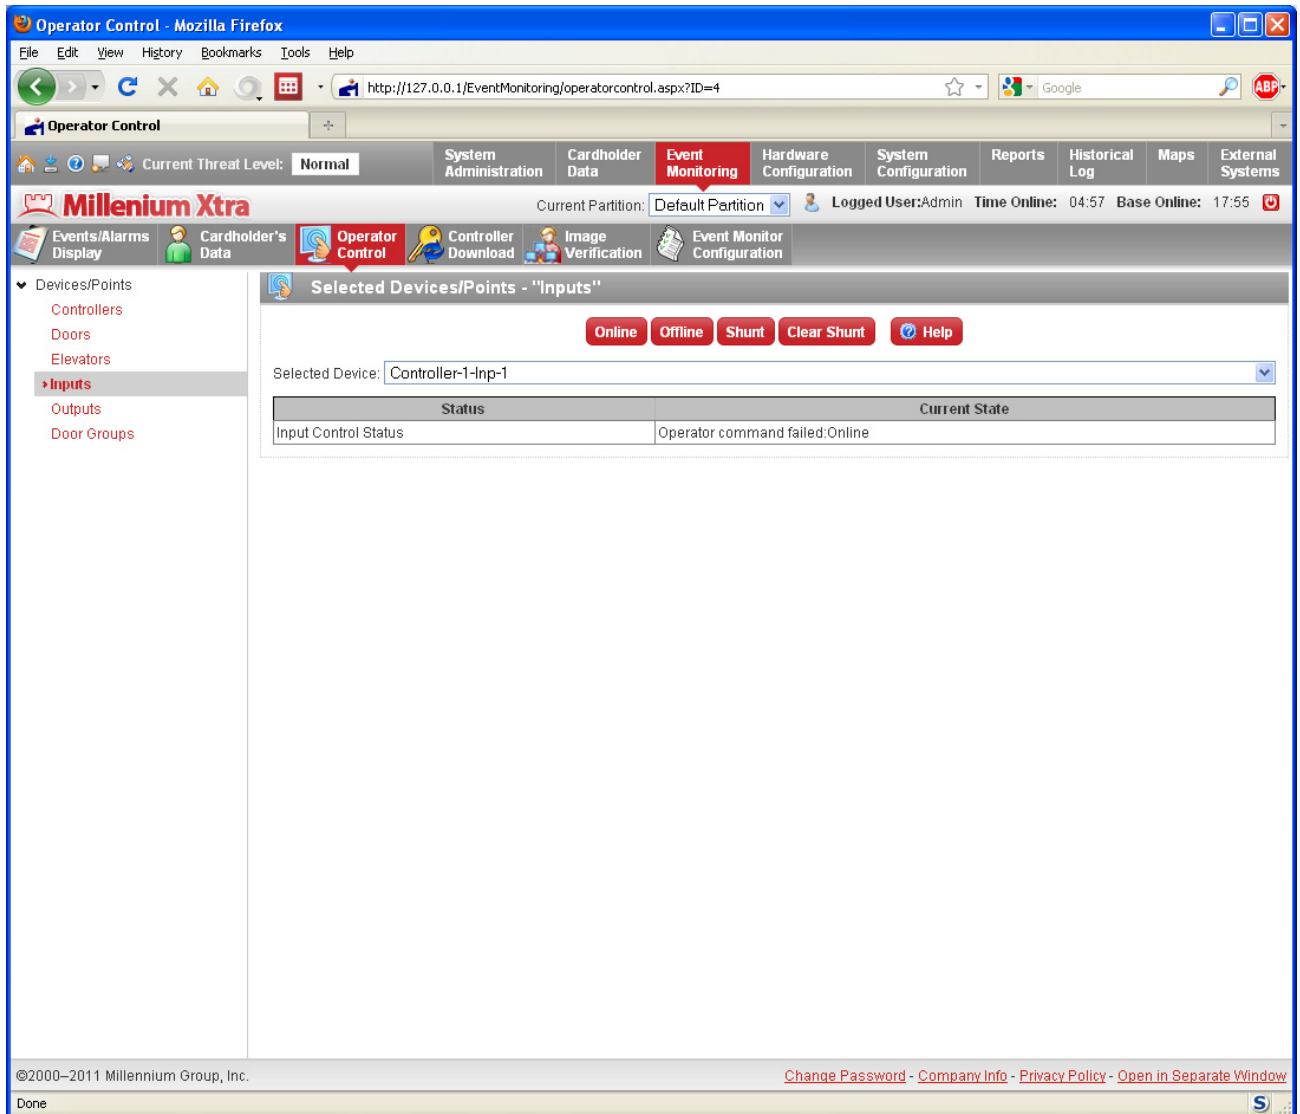 Operator Control - Mozilla Firefox
File Edit View History Bookmarks Tools Help
http://127.0.0.1/EventMonitoring/operatorcontrol.aspx?ID=4
Google
ABP
Operator Control
Current Threat Level: Normal
System Administration
Cardholder Data
Event Monitoring
Hardware Configuration
System Configuration
Reports
Historical Log
Maps
External Systems
Millenium Xtra
Current Partition: Default Partition
Logged User:Admin Time Online: 04:57 Base Online: 17:55
Events/Alarms Display
Cardholder's Data
Operator Control
Controller Download
Image Verification
Event Monitor Configuration
Devices/Points
Controllers
Doors
Elevators
Inputs
Outputs
Door Groups
Selected Devices/Points - "Inputs"
Online Offline Shunt Clear Shunt Help
Selected Device: Controller-1-Inp-1
Status Current State
Input Control Status Operator command failed:Online
©2000–2011 Millennium Group, Inc.
Change Password - Company Info - Privacy Policy - Open in Separate Window
Done
S